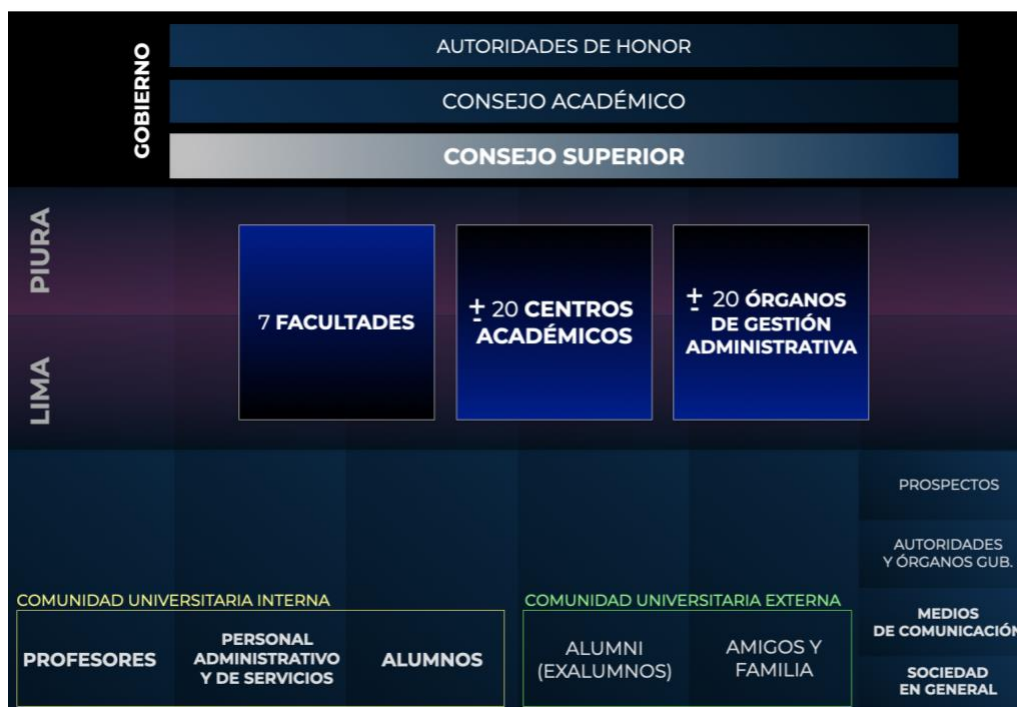 GOBIERNO
AUTORIDADES DE HONOR
CONSEJO ACADÉMICO
CONSEJO SUPERIOR
PIURA
LIMA
7 FACULTADES
± 20 CENTROS
ACADÉMICOS
± 20 ÓRGANOS
DE GESTIÓN
ADMINISTRATIVA
PROSPECTOS
AUTORIDADES
Y ÓRGANOS GUB.
MEDIOS
DE COMUNICACIÓN
SOCIEDAD
EN GENERAL
COMUNIDAD UNIVERSITARIA INTERNA
PROFESORES
PERSONAL
ADMINISTRATIVO
Y DE SERVICIOS
ALUMNOS
COMUNIDAD UNIVERSITARIA EXTERNA
ALUMNI
(EXALUMNOS)
AMIGOS Y
FAMILIA